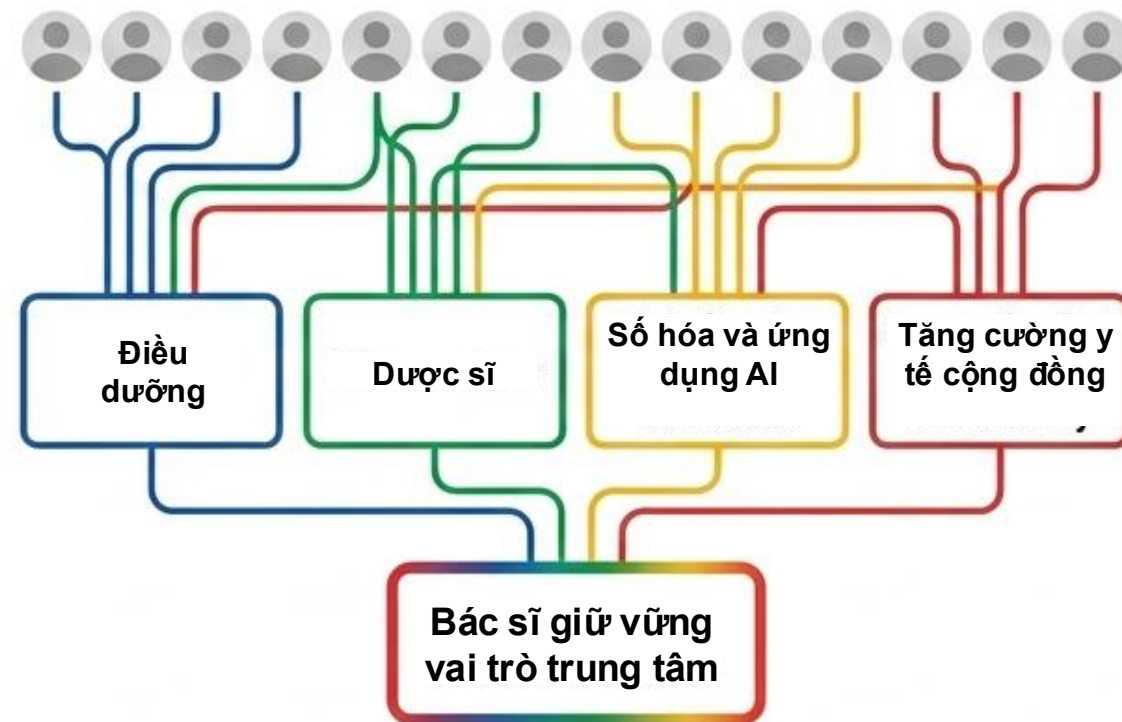 Điều
dưỡng
Dược sĩ
Số hóa và ứng
dụng AI
Tăng cường y
tế cộng đồng
Bác sĩ giữ vững
vai trò trung tâm